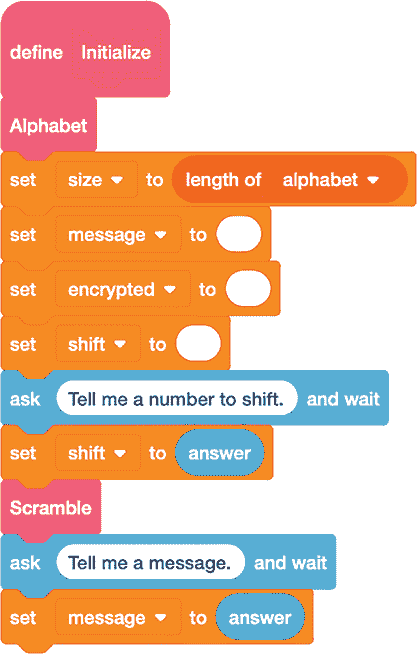 define Initialize
Alphabet
set size to length of alphabet
set message to
set encrypted to
set shift to
ask Tell me a number to shift. and wait
set shift to answer
Scramble
ask Tell me a message. and wait
set message to answer